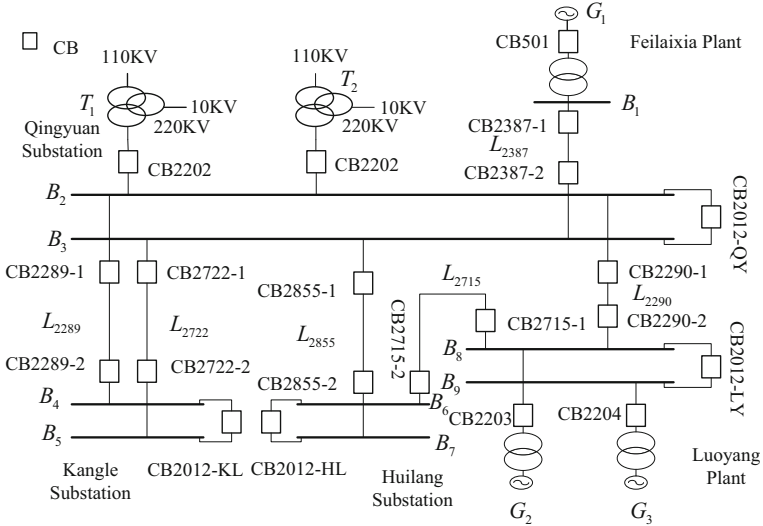 G1
CB501
Feilaixia Plant
CB
110KV
110KV
T1
T2
10KV
10KV
220KV
220KV
B1
CB2387-1
Qingyuan
Substation
L2387
CB2202
CB2202
CB2387-2
B2
CB2012-QY
B3
CB2289-1
CB2722-1
CB2855-1
L2715
CB2290-1
L2289
L2722
L2855
CB2715-2
CB2715-1
L2290
CB2290-2
B8
CB2012-LY
CB2289-2
CB2722-2
CB2855-2
B9
B4
B6
CB2203
CB2204
B5
B7
Kangle
Substation
CB2012-KL
CB2012-HL
Huilang
Substation
Luoyang
Plant
G2
G3